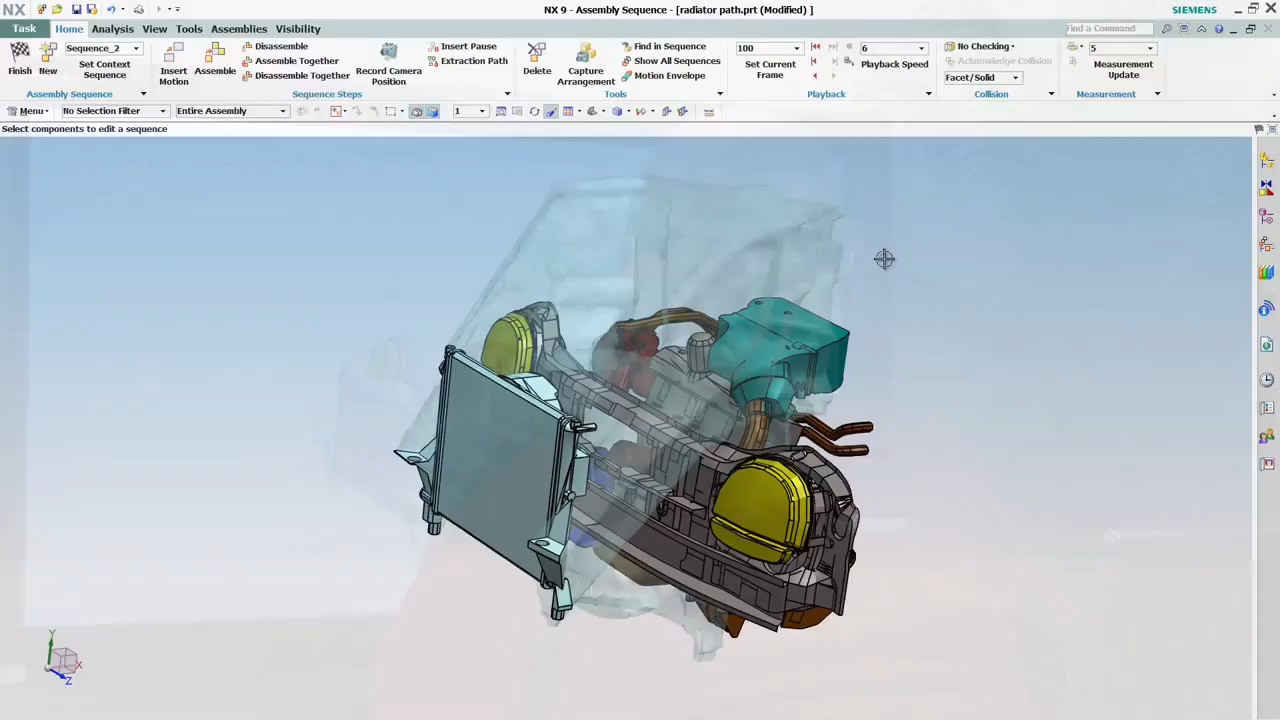 NX
NX 9 - Assembly Sequence - [radiator path.prt (Modified) ]
SIEMENS
Task
Home
Analysis
View
Tools
Assemblies
Visibility
Find a Command
Finish
New
Sequence_2
Set Context
Sequence
Assembly Sequence
Insert
Motion
Assemble
Disassemble
Assemble Together
Disassemble Together
Record Camera
Position
Insert Pause
Extraction Path
Sequence Steps
Delete
Capture
Arrangement
Find in Sequence
Show All Sequences
Motion Envelope
Tools
100
Set Current
Frame
6
Playback Speed
Playback
No Checking
Acknowledge Collision
Facet/Solid
Collision
5
Measurement
Update
Measurement
Menu
No Selection Filter
Entire Assembly
1
Select components to edit a sequence
Y
X
Z